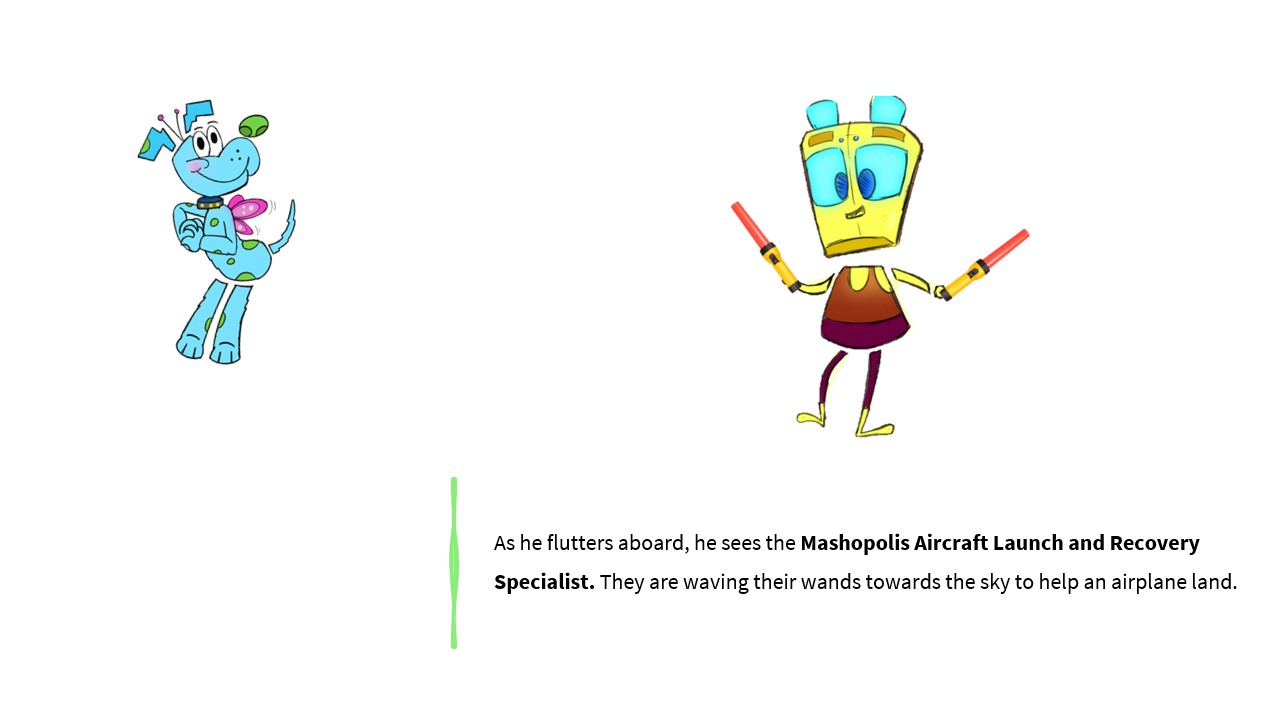 As he flutters aboard, he sees the Mashopolis Aircraft Launch and Recovery
Specialist. They are waving their wands towards the sky to help an airplane land.